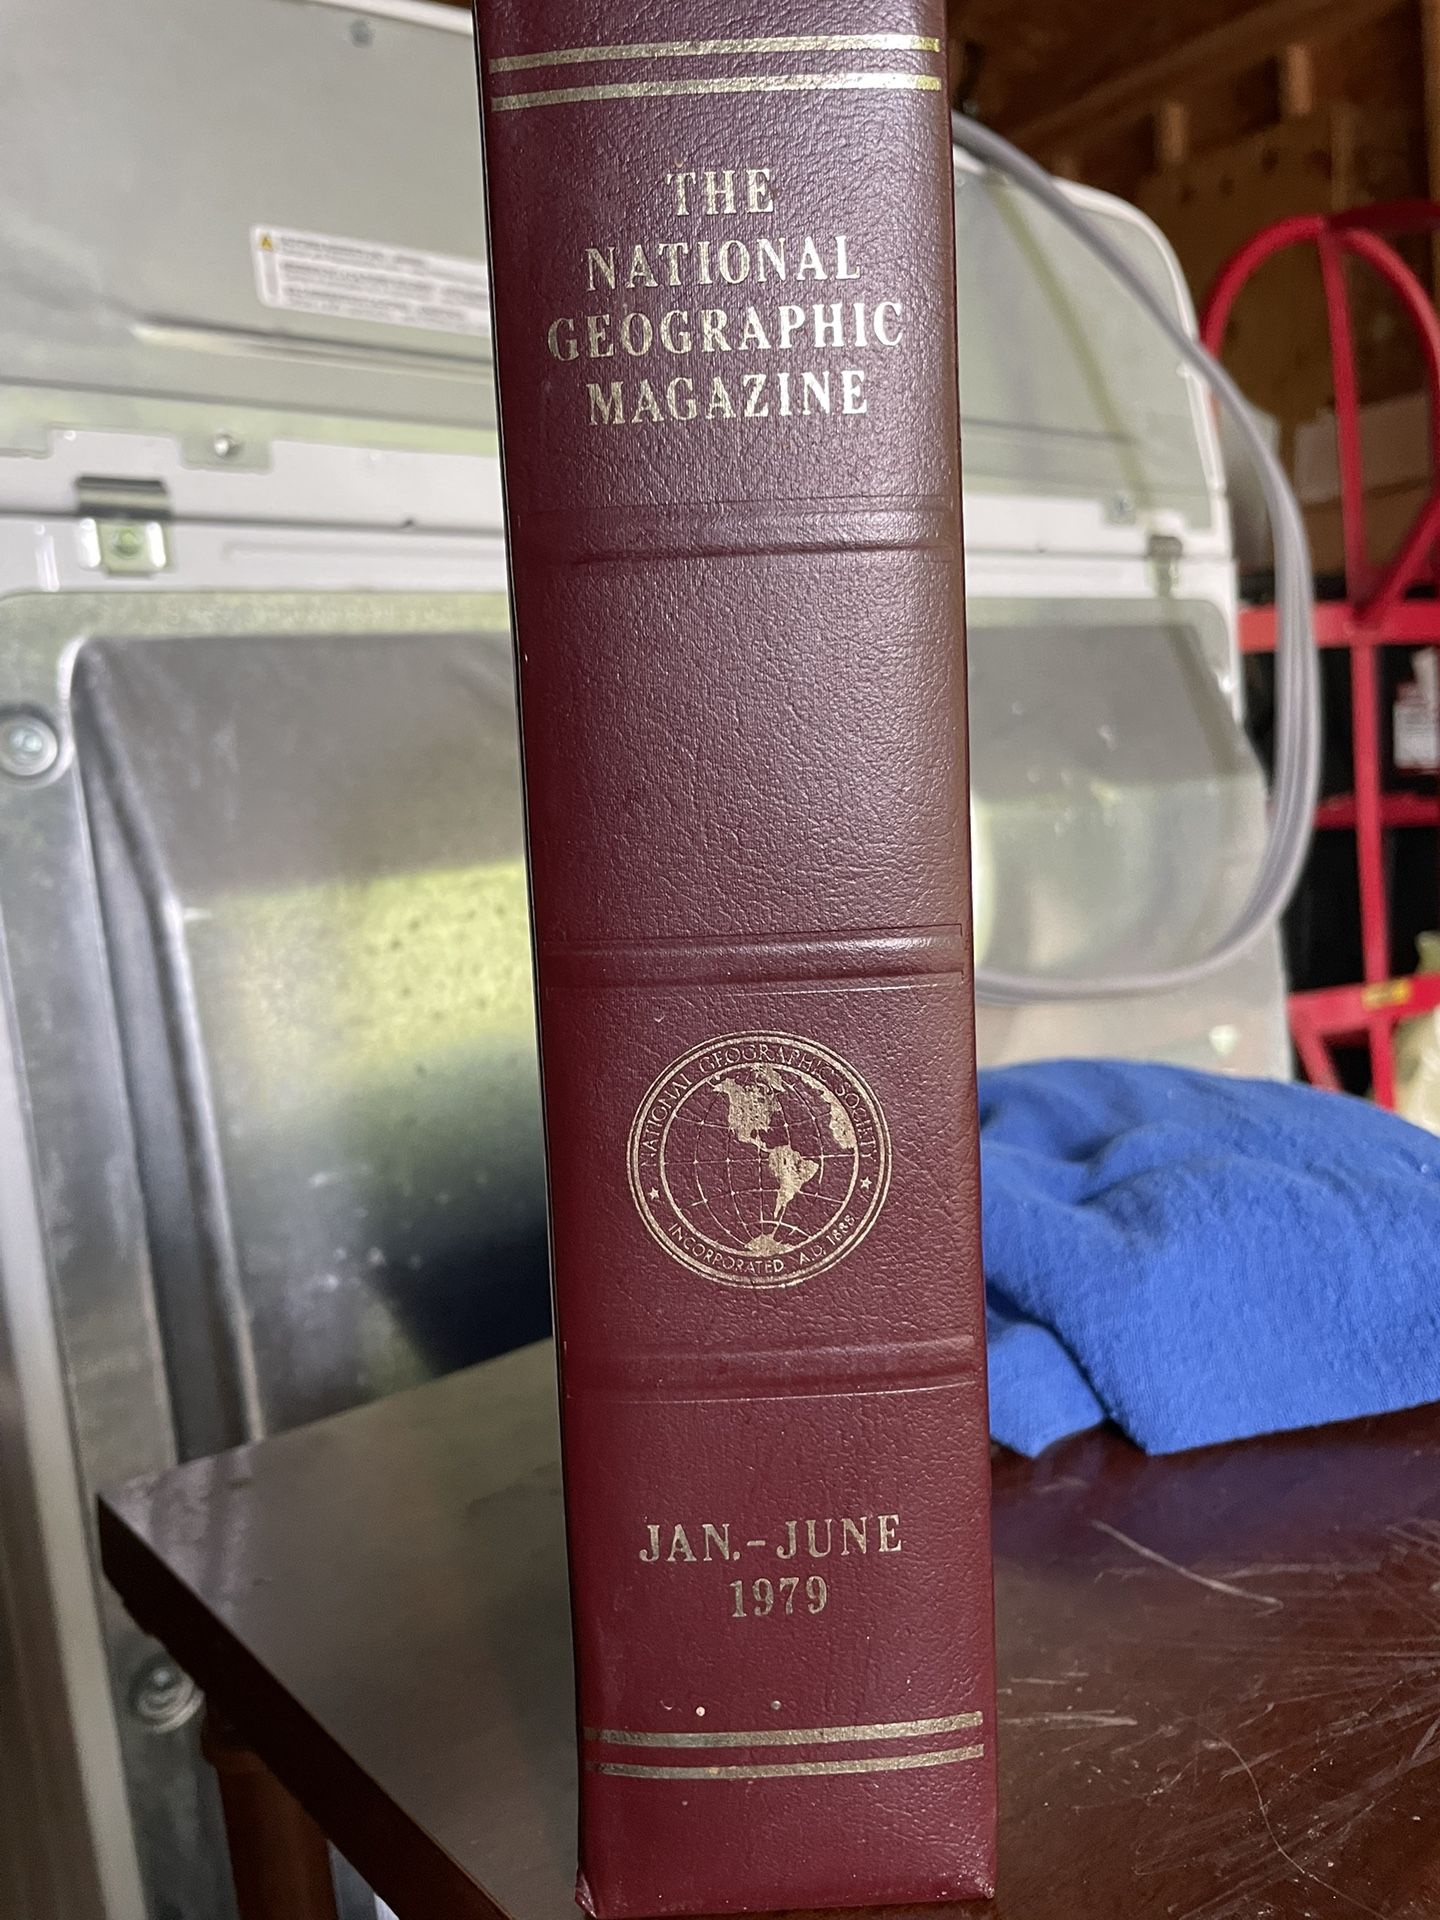 THE
NATIONAL
GEOGRAPHIC
MAGAZINE
NATIONAL GEOGRAPHIC SOCIETY
INCORPORATED A.D. 1888
JAN.-JUNE
1979